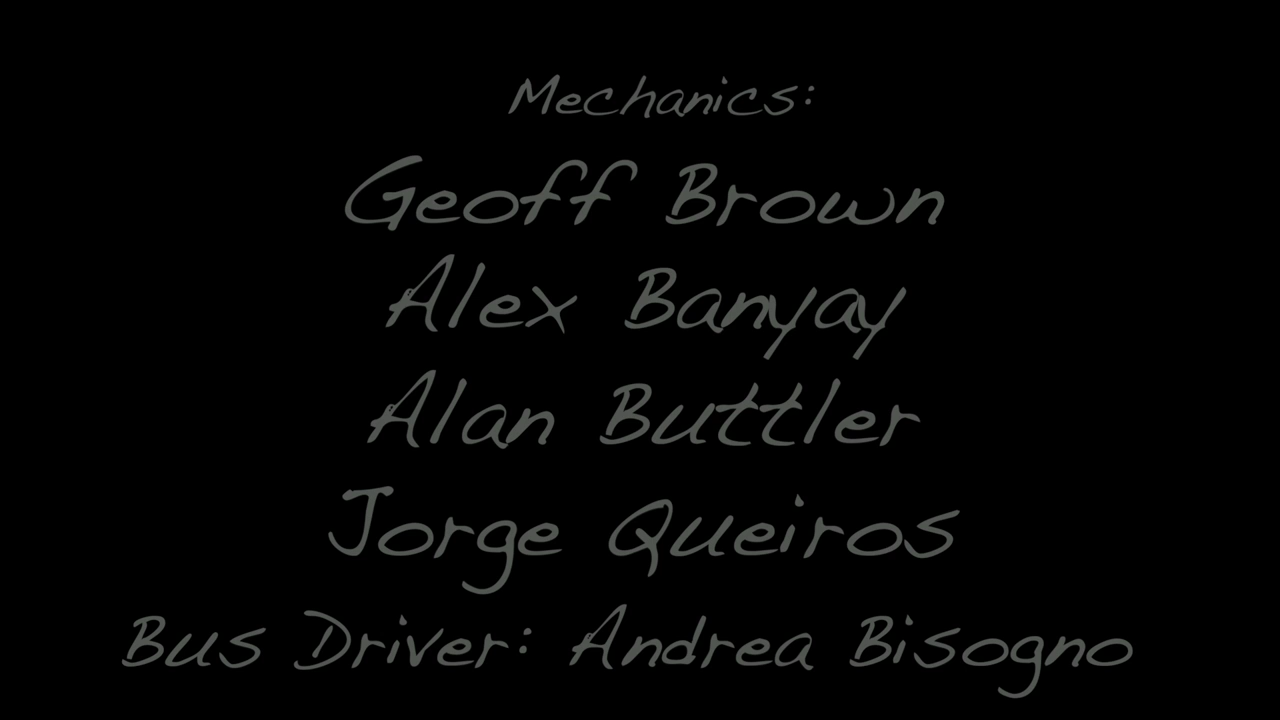 Mechanics:
Geoff Brown
Alex Banyay
Alan Buttler
Jorge Queiros
Bus Driver: Andrea Bisogno